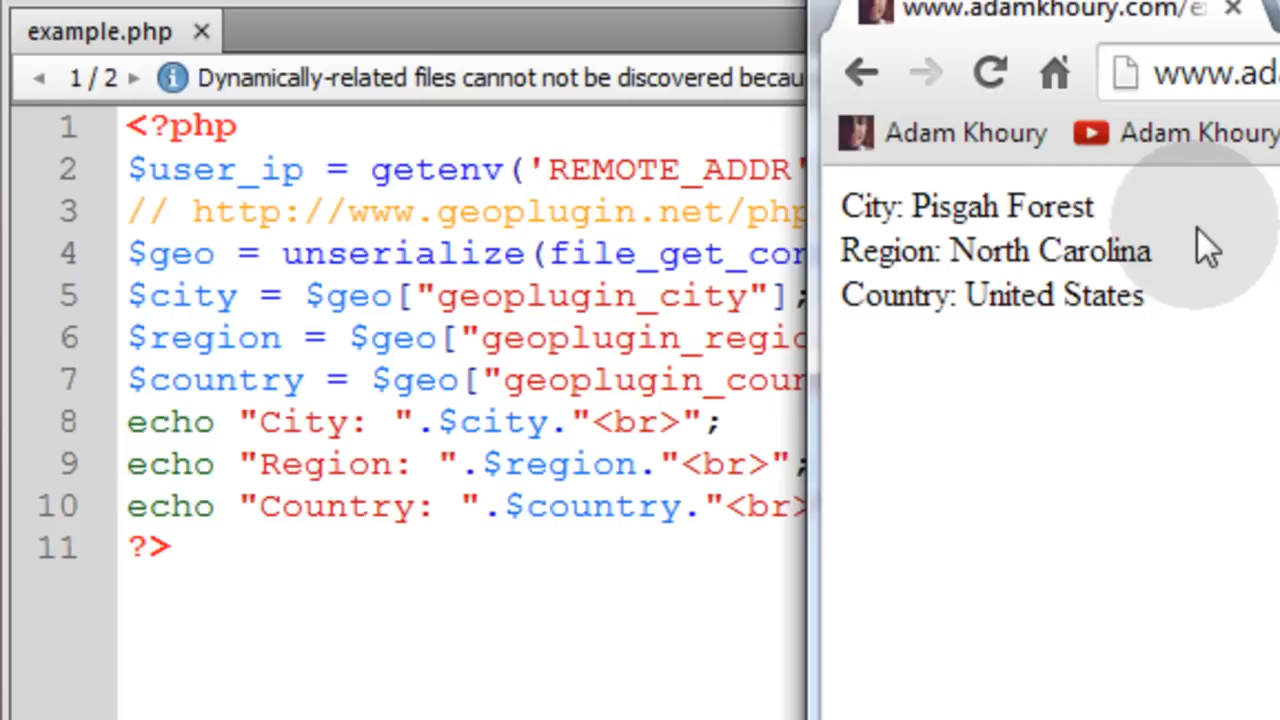 example.php
1 / 2 Dynamically-related files cannot not be discovered becau
1 <?php
2 $user_ip = getenv('REMOTE_ADDR'
3 // http://www.geoplugin.net/php
4 $geo = unserialize(file_get_con
5 $city = $geo["geoplugin_city"];
6 $region = $geo["geoplugin_regio
7 $country = $geo["geoplugin_coun
8 echo "City: ".$city."<br>";
9 echo "Region: ".$region."<br>";
10 echo "Country: ".$country."<br>
11 ?>
www.adamkhoury.com/e
www.ada
Adam Khoury Adam Khoury
City: Pisgah Forest
Region: North Carolina
Country: United States